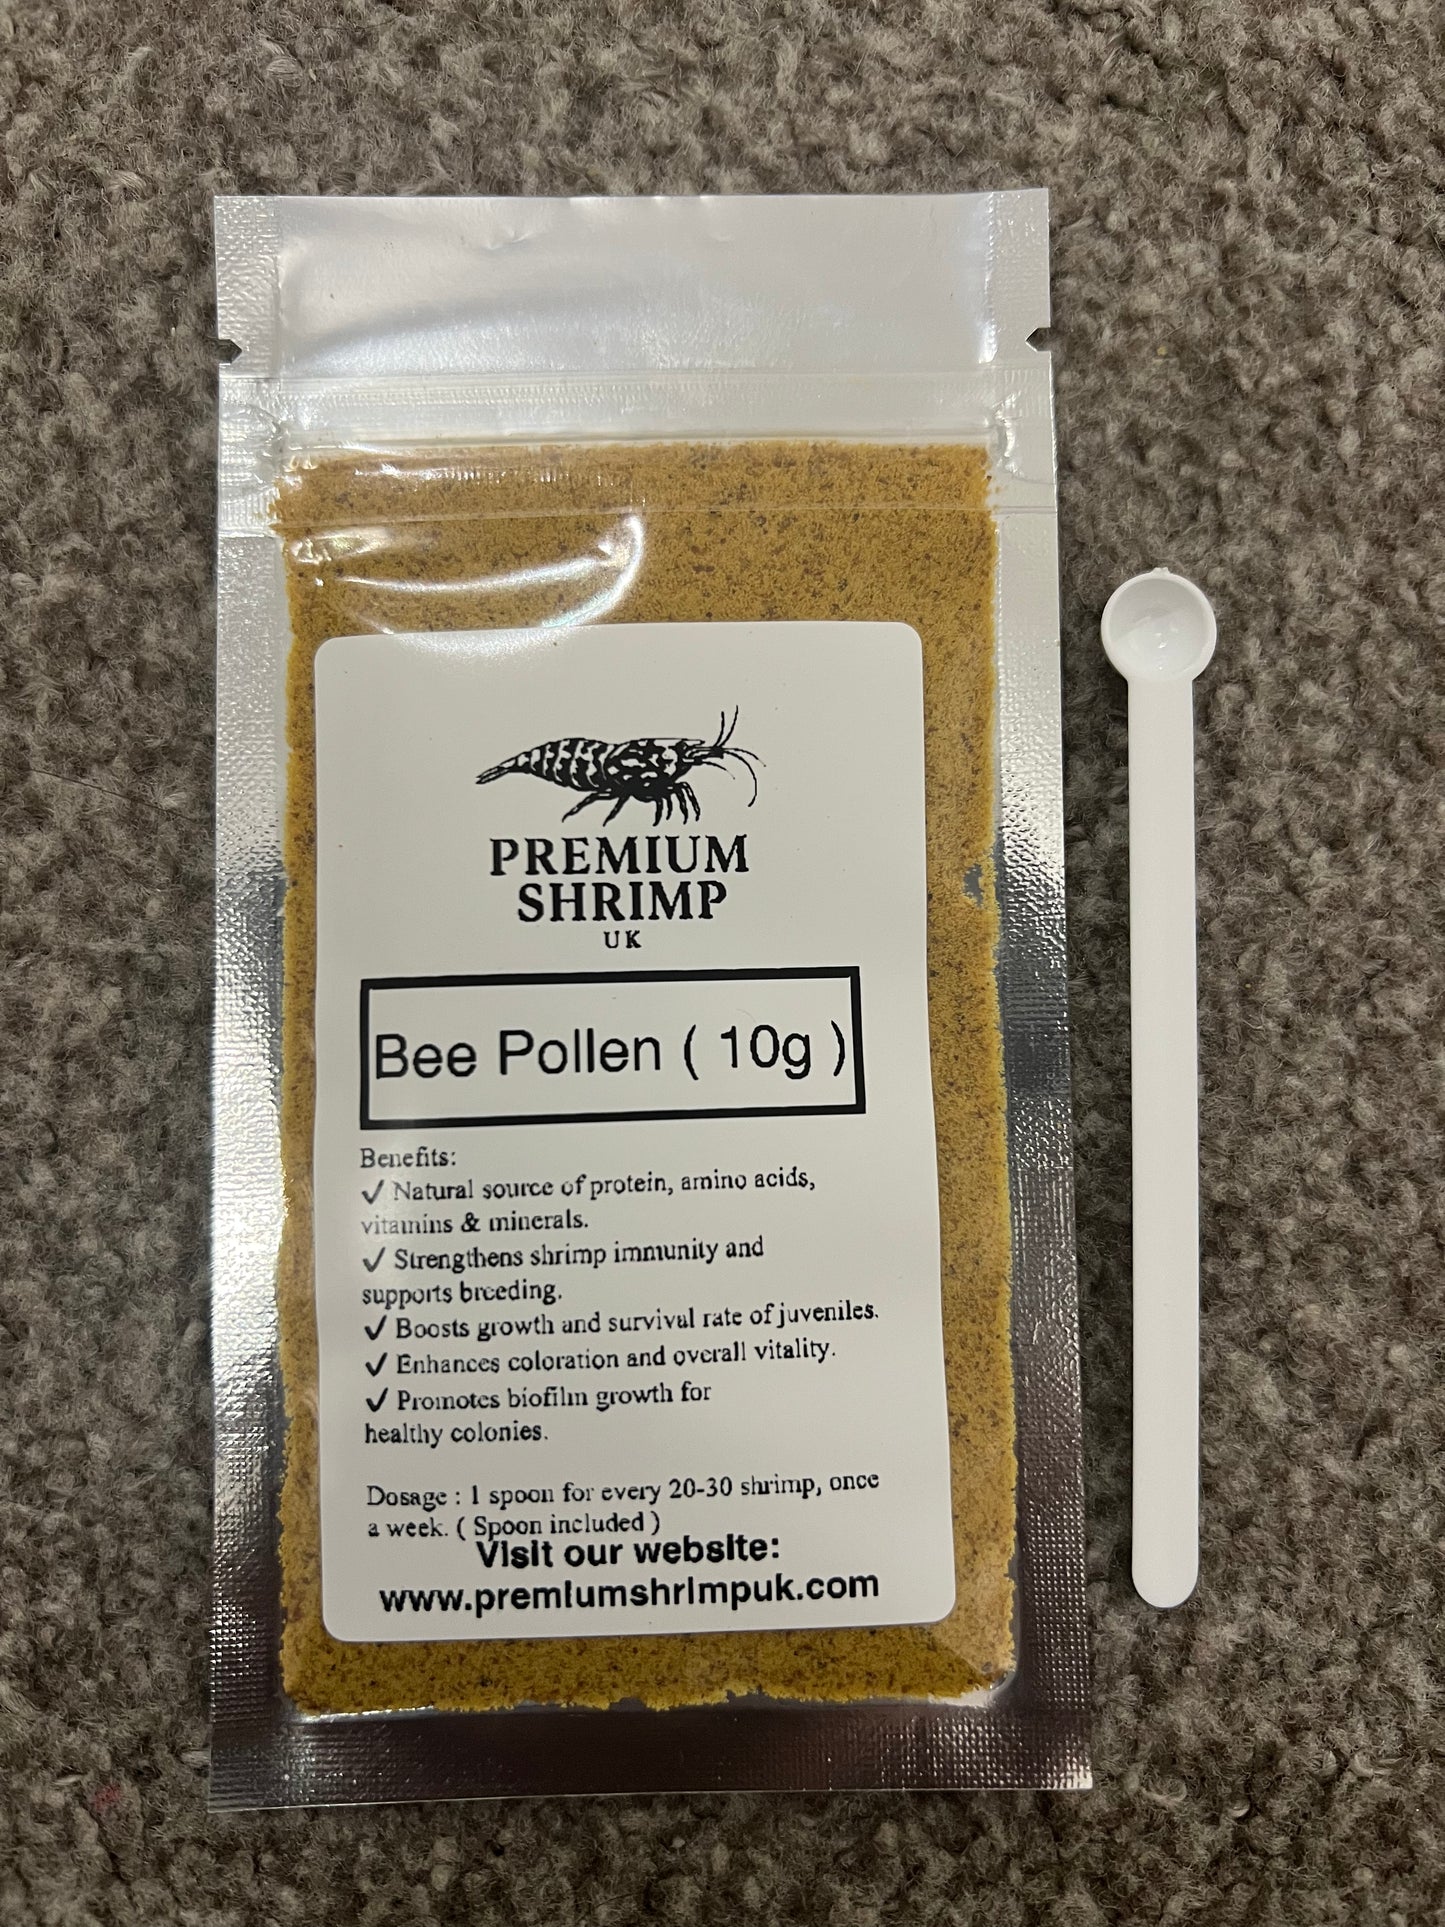 PREMIUM
SHRIMP
UK
Bee Pollen ( 10g )
Benefits:
✓ Natural source of protein, amino acids,
vitamins & minerals.
✓ Strengthens shrimp immunity and
supports breeding.
✓ Boosts growth and survival rate of juveniles.
✓ Enhances coloration and overall vitality.
✓ Promotes biofilm growth for
healthy colonies.
Dosage : 1 spoon for every 20-30 shrimp, once
a week. ( Spoon included )
Visit our website:
www.premiumshrimpuk.com